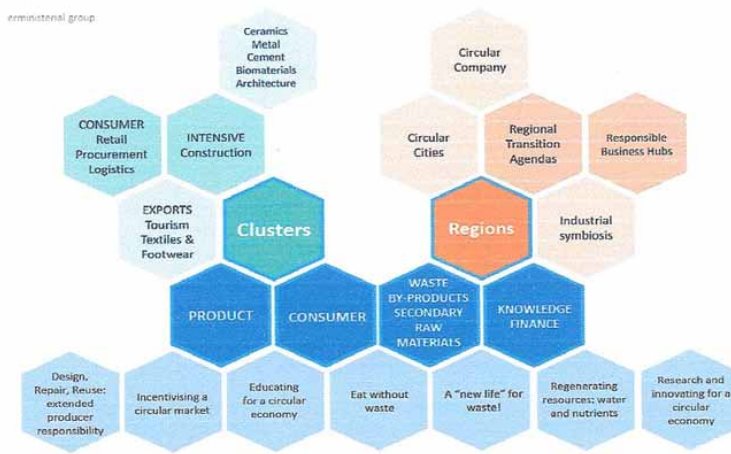 erministerial group
Ceramics
Metal
Cement
Biomaterials
Architecture
Circular
Company
CONSUMER
Retail
Procurement
Logistics
INTENSIVE
Construction
Circular
Cities
Regional
Transition
Agendas
Responsible
Business Hubs
EXPORTS
Tourism
Textiles &
Footwear
Clusters
Regions
Industrial
symbiosis
PRODUCT
CONSUMER
WASTE
BY-PRODUCTS
SECONDARY
RAW
MATERIALS
KNOWLEDGE
FINANCE
Design,
Repair, Reuse:
extended
producer
responsibility
Incentivising a
circular market
Educating
for a circular
economy
Eat without
waste
A "new life" for
waste!
Regenerating
resources: water
and nutrients
Research and
innovating for a
circular
economy